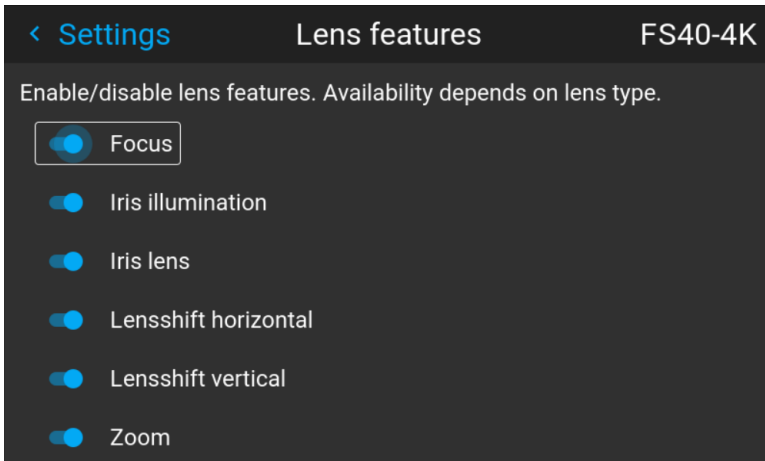 Settings Lens features FS40-4K
Enable/disable lens features. Availability depends on lens type.
Focus
Iris illumination
Iris lens
Lensshift horizontal
Lensshift vertical
Zoom